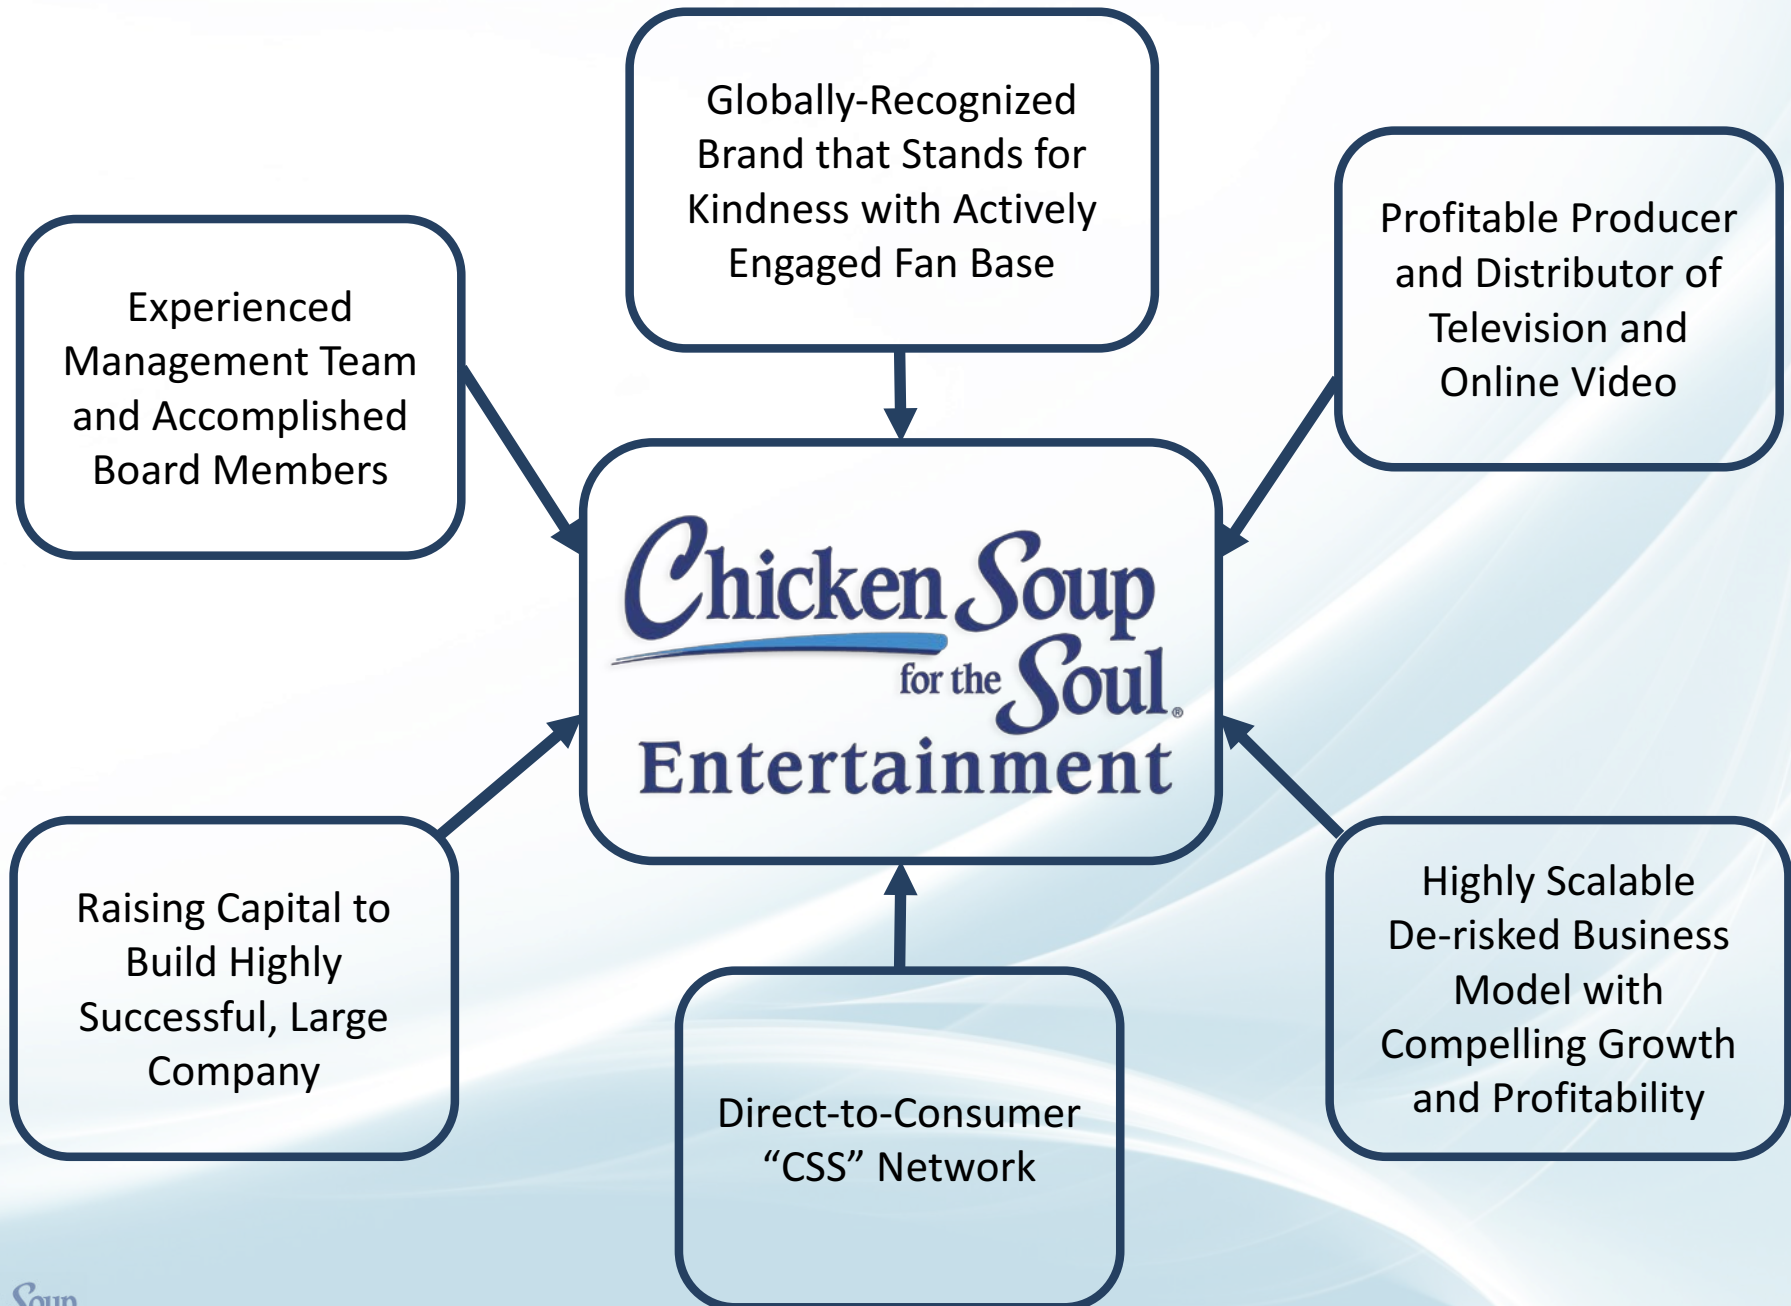 Globally-Recognized
Brand that Stands for
Kindness with Actively
Engaged Fan Base
Experienced
Management Team
and Accomplished
Board Members
Profitable Producer
and Distributor of
Television and
Online Video
Chicken Soup
for the Soul®
Entertainment
Raising Capital to
Build Highly
Successful, Large
Company
Direct-to-Consumer
“CSS” Network
Highly Scalable
De-risked Business
Model with
Compelling Growth
and Profitability
Soup